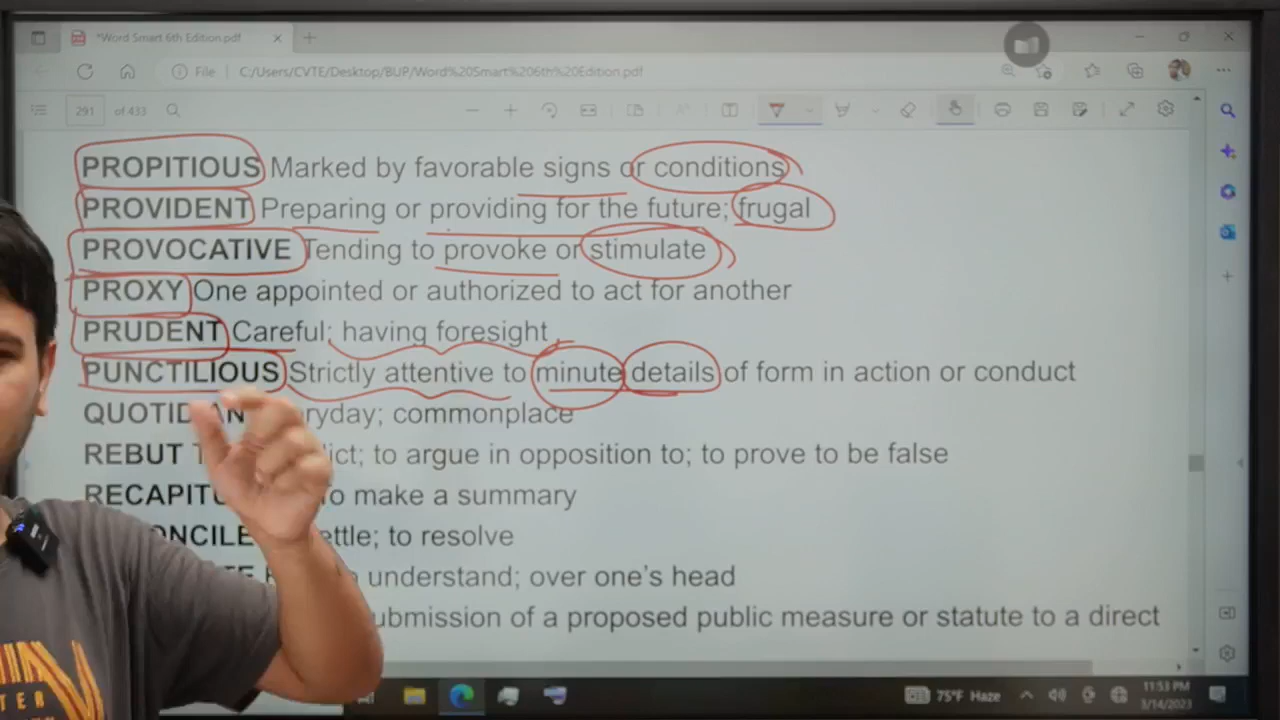 *Word Smart 6th Edition.pdf
File C:/Users/CVTE/Desktop/BUP/Word%20Smart%206th%20Edition.pdf
291 of 433
PROPITIOUS Marked by favorable signs or conditions
PROVIDENT Preparing or providing for the future; frugal
PROVOCATIVE Tending to provoke or stimulate
PROXY One appointed or authorized to act for another
PRUDENT Careful; having foresight
PUNCTILIOUS Strictly attentive to minute details of form in action or conduct
QUOTIDIAN ryday; commonplace
REBUT T ict; to argue in opposition to; to prove to be false
RECAPITU o make a summary
ONCILE ettle; to resolve
TE understand; over one's head
ubmission of a proposed public measure or statute to a direct
TER
75°F Haze
11:53 PM
3/14/2023